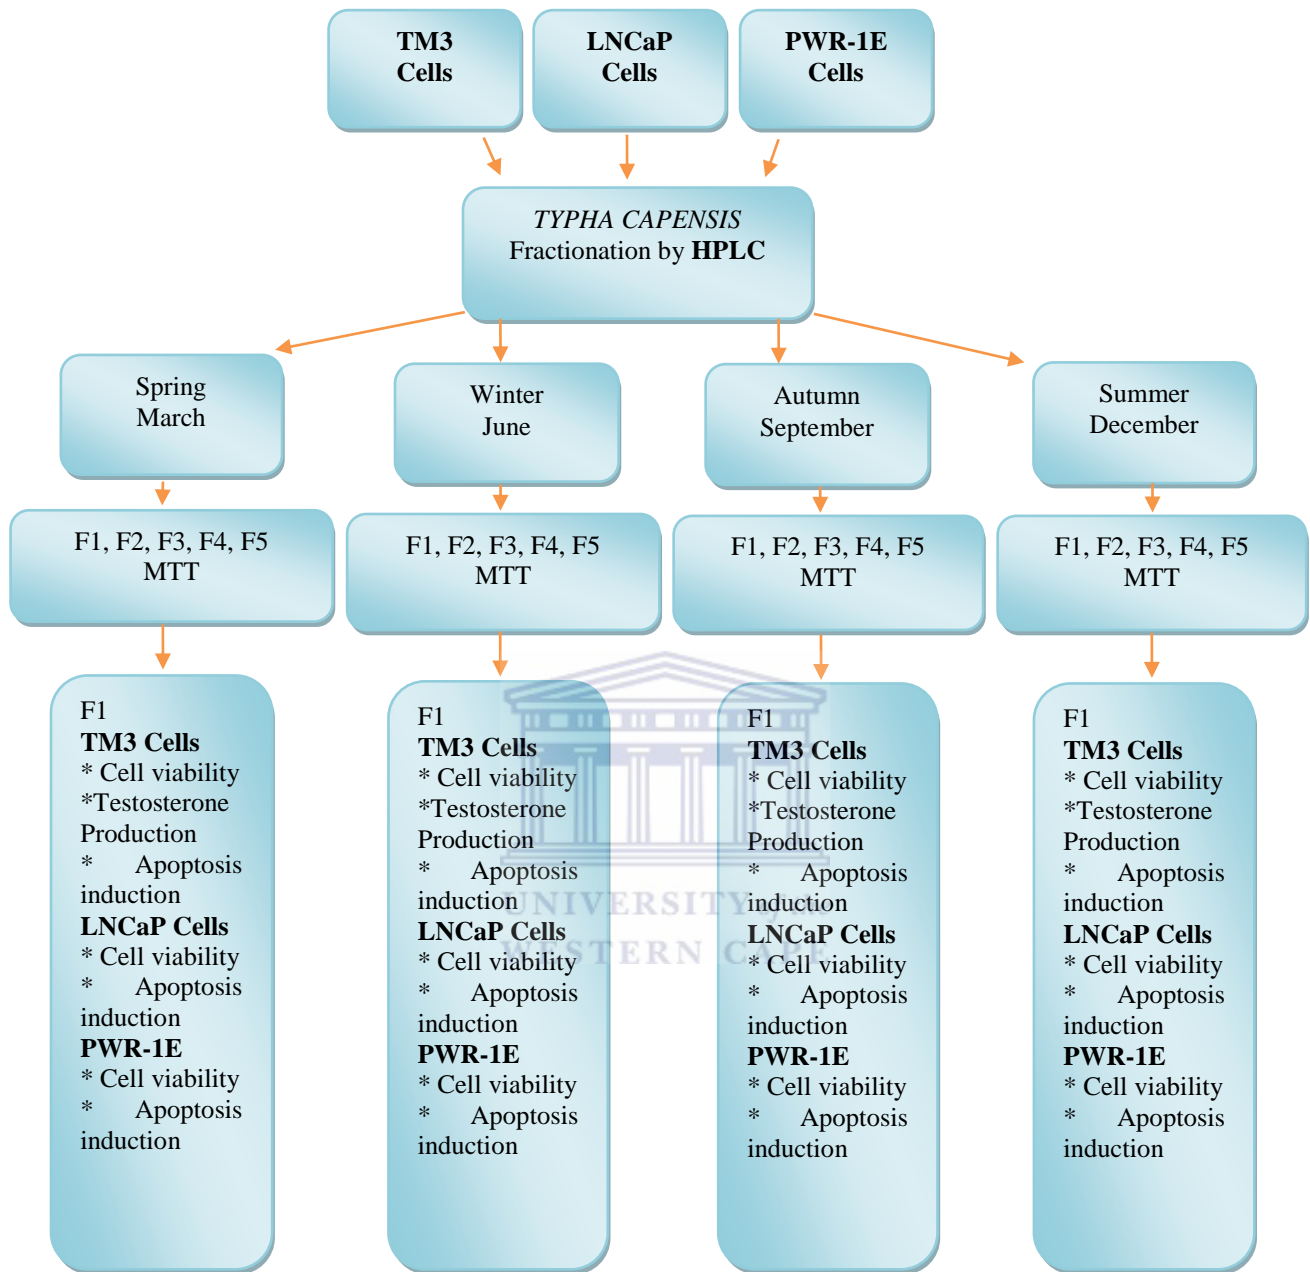 TM3
Cells
LNCaP
Cells
PWR-1E
Cells
TYPHA CAPENSIS
Fractionation by HPLC
Spring
March
Winter
June
Autumn
September
Summer
December
F1, F2, F3, F4, F5
MTT
F1, F2, F3, F4, F5
MTT
F1, F2, F3, F4, F5
MTT
F1, F2, F3, F4, F5
MTT
F1
TM3 Cells
* Cell viability
*Testosterone
Production
* Apoptosis
induction
LNCaP Cells
* Cell viability
* Apoptosis
induction
PWR-1E
* Cell viability
* Apoptosis
induction
F1
TM3 Cells
* Cell viability
*Testosterone
Production
* Apoptosis
induction
LNCaP Cells
* Cell viability
* Apoptosis
induction
PWR-1E
* Cell viability
* Apoptosis
induction
F1
TM3 Cells
* Cell viability
*Testosterone
Production
* Apoptosis
induction
LNCaP Cells
* Cell viability
* Apoptosis
induction
PWR-1E
* Cell viability
* Apoptosis
induction
F1
TM3 Cells
* Cell viability
*Testosterone
Production
* Apoptosis
induction
LNCaP Cells
* Cell viability
* Apoptosis
induction
PWR-1E
* Cell viability
* Apoptosis
induction
UNIVERSITY of the
WESTERN CAPE